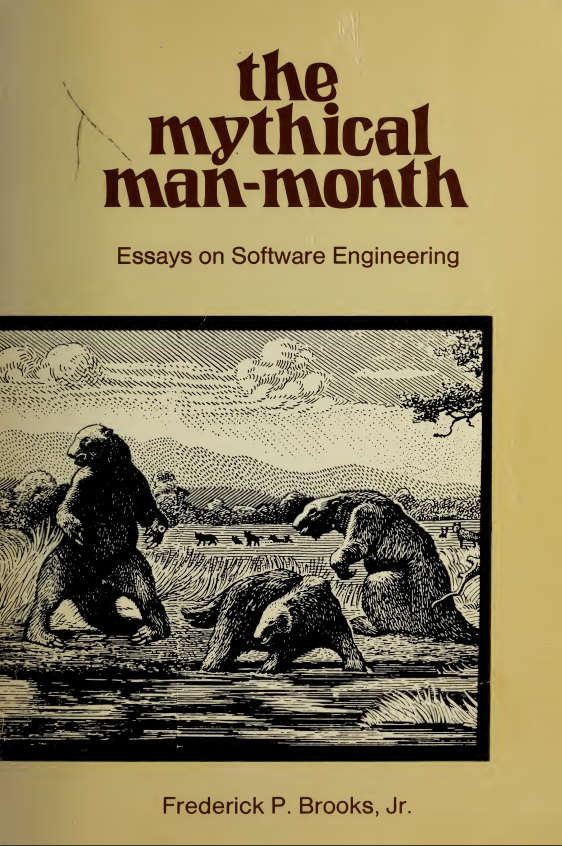 the
mythical
man-month
Essays on Software Engineering
Frederick P. Brooks, Jr.